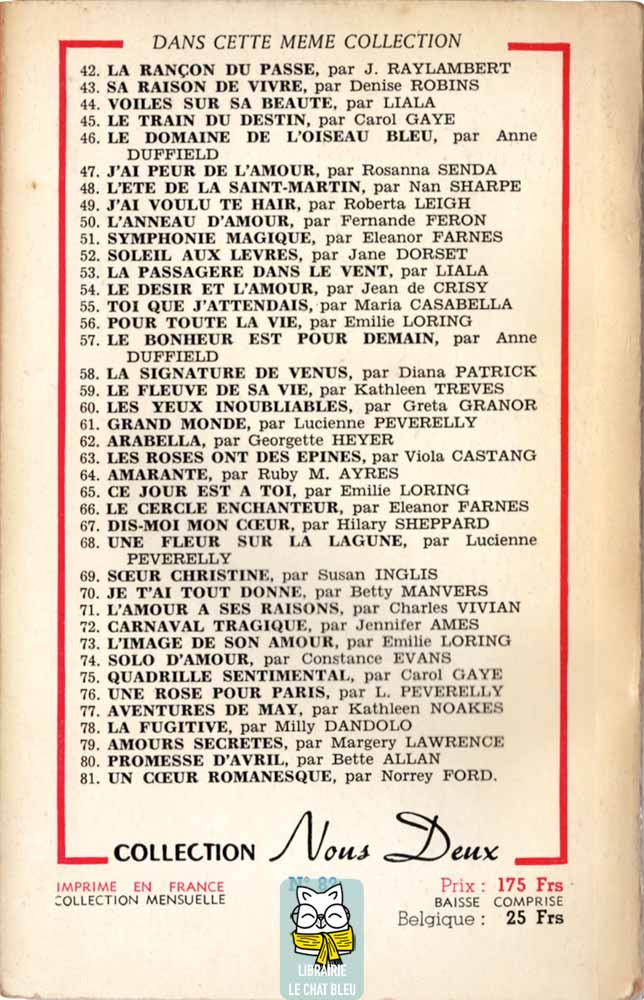 DANS CETTE MEME COLLECTION
42. LA RANÇON DU PASSE, par J. RAYLAMBERT
43. SA RAISON DE VIVRE, par Denise ROBINS
44. VOILES SUR SA BEAUTE, par LIALA
45. LE TRAIN DU DESTIN, par Carol GAYE
46. LE DOMAINE DE L'OISEAU BLEU, par Anne
DUFFIELD
47. J'AI PEUR DE L'AMOUR, par Rosanna SENDA
48. L'ETE DE LA SAINT-MARTIN, par Nan SHARPE
49. J'AI VOULU TE HAIR, par Roberta LEIGH
50. L'ANNEAU D'AMOUR, par Fernande FERON
51. SYMPHONIE MAGIQUE, par Eleanor FARNES
52. SOLEIL AUX LEVRES, par Jane DORSET
53. LA PASSAGERE DANS LE VENT, par LIALA
54. LE DESIR ET L'AMOUR, par Jean de CRISY
55. TOI QUE J'ATTENDAIS, par Maria CASABELLA
56. POUR TOUTE LA VIE, par Emilie LORING
57. LE BONHEUR EST POUR DEMAIN, par Anne
DUFFIELD
58. LA SIGNATURE DE VENUS, par Diana PATRICK
59. LE FLEUVE DE SA VIE, par Kathleen TREVES
60. LES YEUX INOUBLIABLES, par Greta GRANOR
61. GRAND MONDE, par Lucienne PEVERELLY
62. ARABELLA, par Georgette HEYER
63. LES ROSES ONT DES EPINES, par Viola CASTANG
64. AMARANTE, par Ruby M. AYRES
65. CE JOUR EST A TOI, par Emilie LORING
66. LE CERCLE ENCHANTEUR, par Eleanor FARNES
67. DIS-MOI MON CŒUR, par Hilary SHEPPARD
68. UNE FLEUR SUR LA LAGUNE, par Lucienne
PEVERELLY
69. SŒUR CHRISTINE, par Susan INGLIS
70. JE T'AI TOUT DONNE, par Betty MANVERS
71. L'AMOUR A SES RAISONS, par Charles VIVIAN
72. CARNAVAL TRAGIQUE, par Jennifer AMES
73. L'IMAGE DE SON AMOUR, par Emilie LORING
74. SOLO D'AMOUR, par Constance EVANS
75. QUADRILLE SENTIMENTAL, par Carol GAYE
76. UNE ROSE POUR PARIS, par L. PEVERELLY
77. AVENTURES DE MAY, par Kathleen NOAKES
78. LA FUGITIVE, par Milly DANDOLO
79. AMOURS SECRETES, par Margery LAWRENCE
80. PROMESSE D'AVRIL, par Bette ALLAN
81. UN CŒUR ROMANESQUE, par Norrey FORD.
COLLECTION Nous Deux
IMPRIME EN FRANCE
COLLECTION MENSUELLE
N°
Prix : 175 Frs
BAISSE COMPRISE
Belgique : 25 Frs
LIBRAIRIE
LE CHAT BLEU